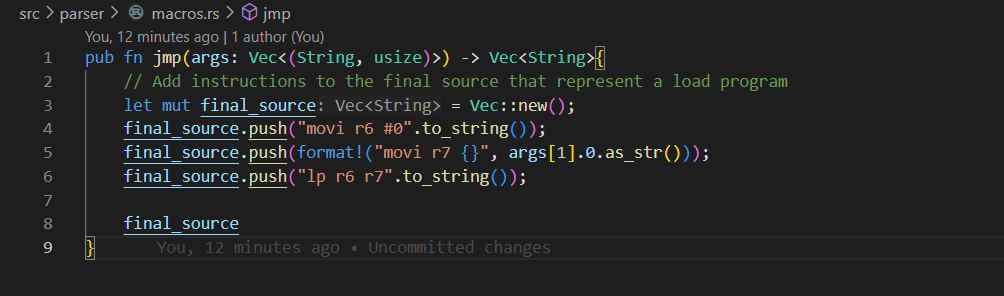 src > parser > macros.rs > jmp
You, 12 minutes ago | 1 author (You)
1 pub fn jmp(args: Vec<(String, usize)>) -> Vec<String>{
2     // Add instructions to the final source that represent a load program
3     let mut final_source: Vec<String> = Vec::new();
4     final_source.push("movi r6 #0".to_string());
5     final_source.push(format!("movi r7 {}", args[1].0.as_str()));
6     final_source.push("lp r6 r7".to_string());
7
8     final_source
9 }     You, 12 minutes ago • Uncommitted changes